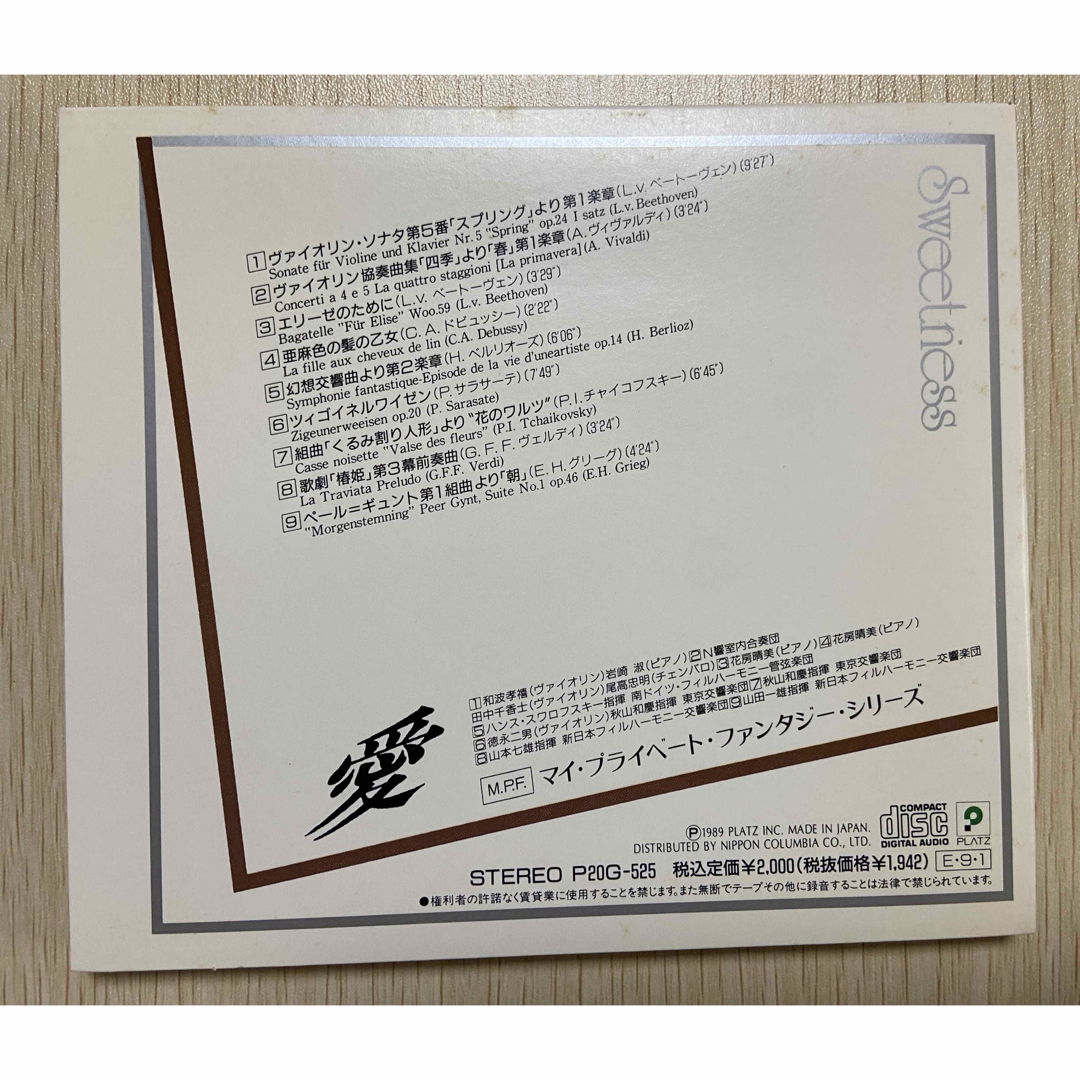 Sweetness
1 ヴァイオリン・ソナタ第5番「スプリング」より第1楽章(L.v.ベートーヴェン)(9'27")
Sonate für Violine und Klavier Nr.5 "Spring" op.24 I satz (L.v.Beethoven)
2 ヴァイオリン協奏曲集「四季」より「春」第1楽章(A.ヴィヴァルディ)(3'24")
Concerti a 4 e 5 La quattro staggioni [La primavera](A. Vivaldi)
3 エリーゼのために(L.v.ベートーヴェン)(3'29")
Bagatelle "Für Elise" Woo.59 (L.v. Beethoven)
4 亜麻色の髪の乙女(C.A.ドビュッシー)(2'22")
La fille aux cheveux de lin (C.A. Debussy)
5 幻想交響曲より第2楽章(H.ベルリオーズ)(6'06")
Symphonie fantastique-Episode de la vie d'uneartiste op.14 (H. Berlioz)
6 ツィゴイネルワイゼン(P.サラサーテ)(7'49")
Zigeunerweeisen op.20 (P. Sarasate)
7 組曲「くるみ割り人形」より"花のワルツ"(P.I.チャイコフスキー)(6'45")
Casse noisette "Valse des fleurs" (P.I. Tchaikovsky)
8 歌劇「椿姫」第3幕前奏曲(G.F.F.ヴェルディ)(3'24")
La Traviata Preludo (G.F.F. Verdi)
9 ペール＝ギュント第1組曲より「朝」(E.H.グリーグ)(4'24")
"Morgenstemning" Peer Gynt, Suite No.1 op.46 (E.H. Grieg)
1和波孝禧(ヴァイオリン)岩崎 淑(ピアノ)2N響室内合奏団
田中千香士(ヴァイオリン)尾高忠明(チェンバロ)3花房晴美(ピアノ)4花房晴美(ピアノ)
5ハンス・スワロフスキー指揮 南ドイツ・フィルハーモニー管弦楽団
6徳永二男(ヴァイオリン)秋山和慶指揮 東京交響楽団7秋山和慶指揮 東京交響楽団
8山本七雄指揮 新日本フィルハーモニー交響楽団9山田一雄指揮 新日本フィルハーモニー交響楽団
愛
M.P.F. マイ・プライベート・ファンタジー・シリーズ
Ⓟ1989 PLATZ INC. MADE IN JAPAN.
DISTRIBUTED BY NIPPON COLUMBIA CO., LTD.
COMPACT
disc
DIGITAL AUDIO
PLATZ
STEREO P20G-525 税込定価¥2,000(税抜価格¥1,942) E・9・1
●権利者の許諾なく賃貸業に使用することを禁じます。また無断でテープその他に録音することは法律で禁じられています。